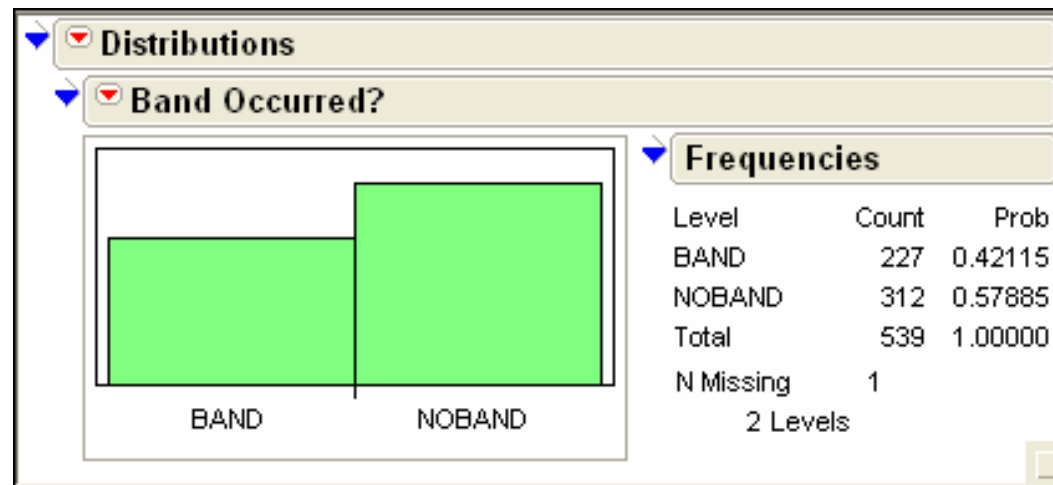 Distributions
Band Occurred?
BAND NOBAND
Frequencies
Level Count Prob
BAND 227 0.42115
NOBAND 312 0.57885
Total 539 1.00000
N Missing 1
2 Levels